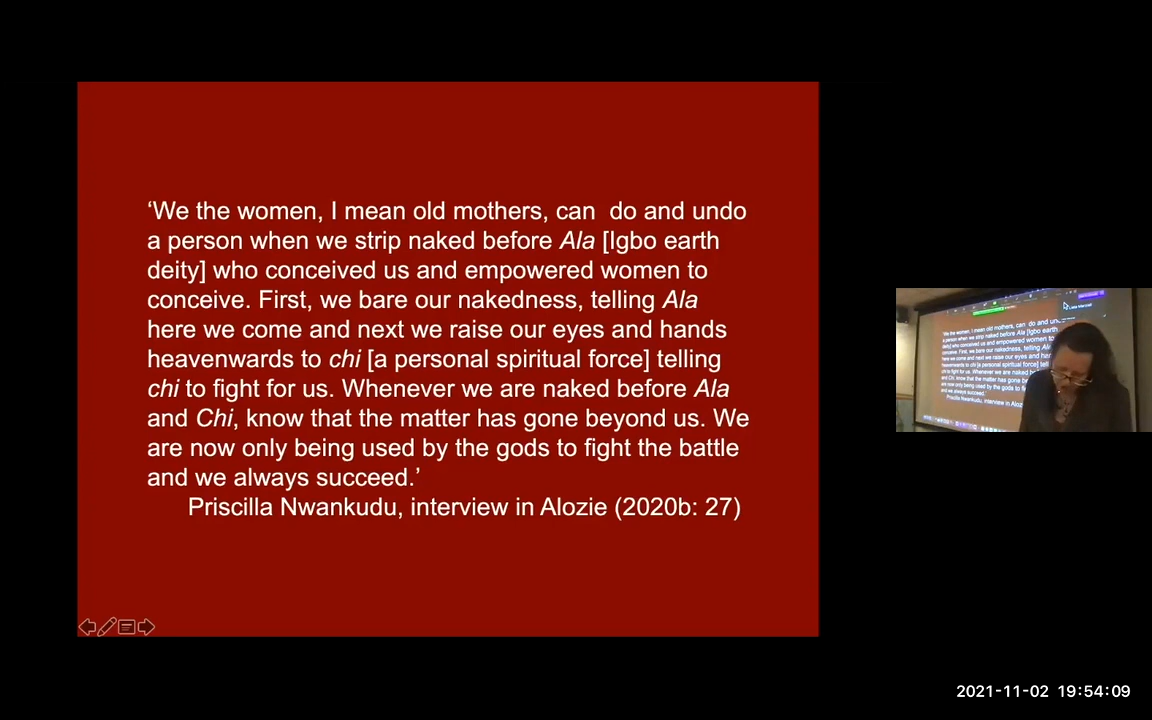 ‘We the women, I mean old mothers, can  do and undo
a person when we strip naked before Ala [Igbo earth
deity] who conceived us and empowered women to
conceive. First, we bare our nakedness, telling Ala
here we come and next we raise our eyes and hands
heavenwards to chi [a personal spiritual force] telling
chi to fight for us. Whenever we are naked before Ala
and Chi, know that the matter has gone beyond us. We
are now only being used by the gods to fight the battle
and we always succeed.’
Priscilla Nwankudu, interview in Alozie (2020b: 27)
2021-11-02 19:54:09